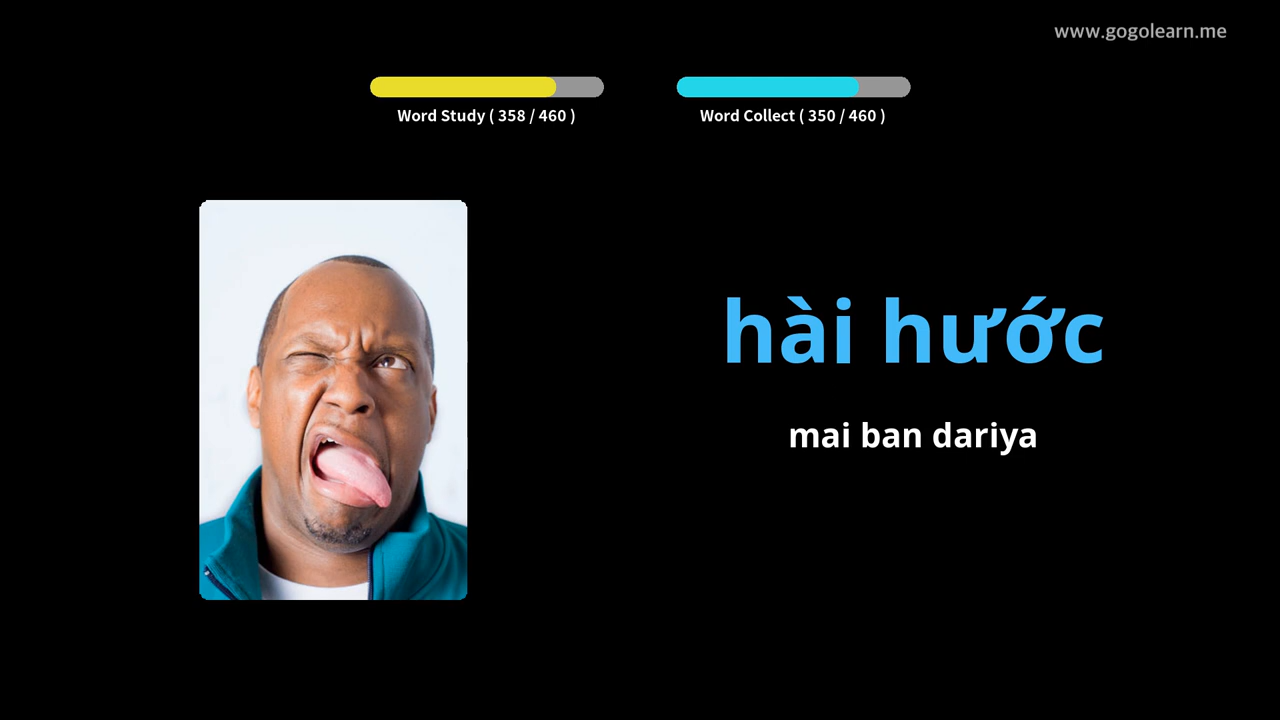 www.gogolearn.me
Word Study ( 358 / 460 )
Word Collect ( 350 / 460 )
hài hước
mai ban dariya